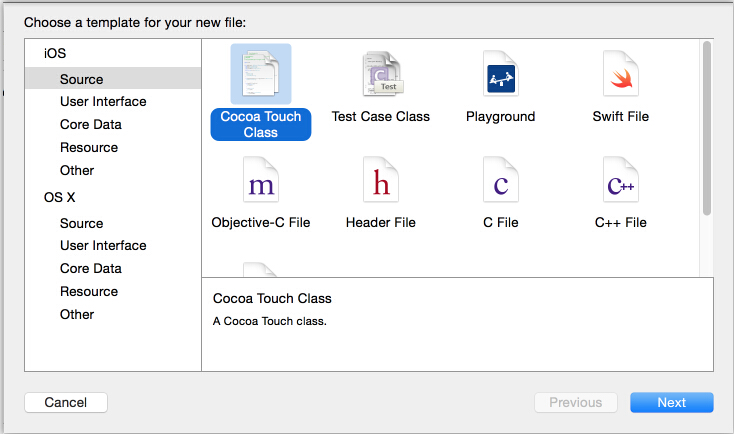 Choose a template for your new file:
iOS
Source
User Interface
Core Data
Resource
Other
OS X
Source
User Interface
Core Data
Resource
Other
Cocoa Touch
Class
Test
Test Case Class
Playground
Swift File
m
Objective-C File
h
Header File
c
C File
C++
C++ File
Cocoa Touch Class
A Cocoa Touch class.
Cancel
Previous
Next